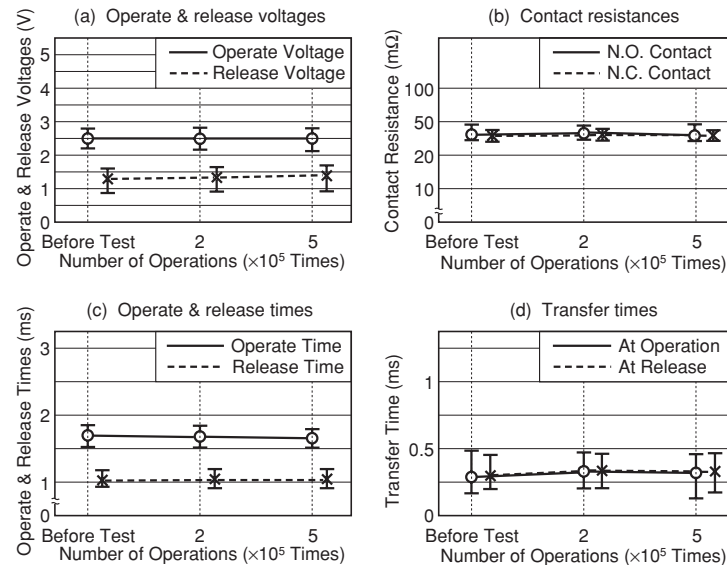 (a) Operate & release voltages
Operate & Release Voltages (V)
5
4
3
2
1
0
Operate Voltage
Release Voltage
Before Test 2 5
Number of Operations (×10⁵ Times)
(b) Contact resistances
Contact Resistance (mΩ)
100
50
20
10
0
N.O. Contact
N.C. Contact
Before Test 2 5
Number of Operations (×10⁵ Times)
(c) Operate & release times
Operate & Release Times (ms)
3
2
1
0
Operate Time
Release Time
Before Test 2 5
Number of Operations (×10⁵ Times)
(d) Transfer times
Transfer Time (ms)
1
0.5
0
At Operation
At Release
Before Test 2 5
Number of Operations (×10⁵ Times)